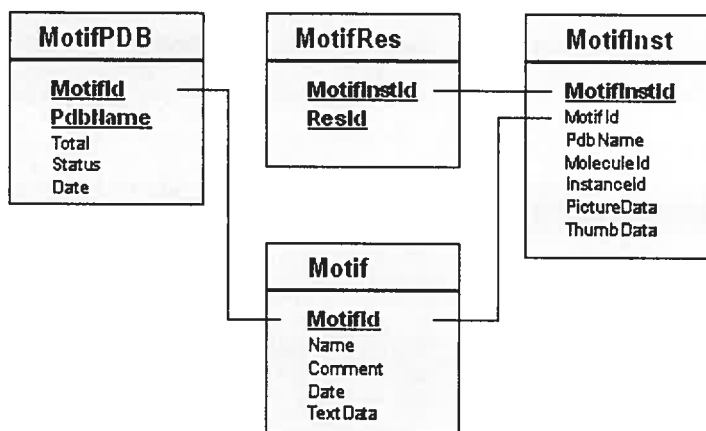 MotifPDB
MotifId
PdbName
Total
Status
Date
MotifRes
MotifInstId
ResId
MotifInst
MotifInstId
MotifId
PdbName
MoleculeId
InstanceId
PictureData
ThumbData
Motif
MotifId
Name
Comment
Date
TextData